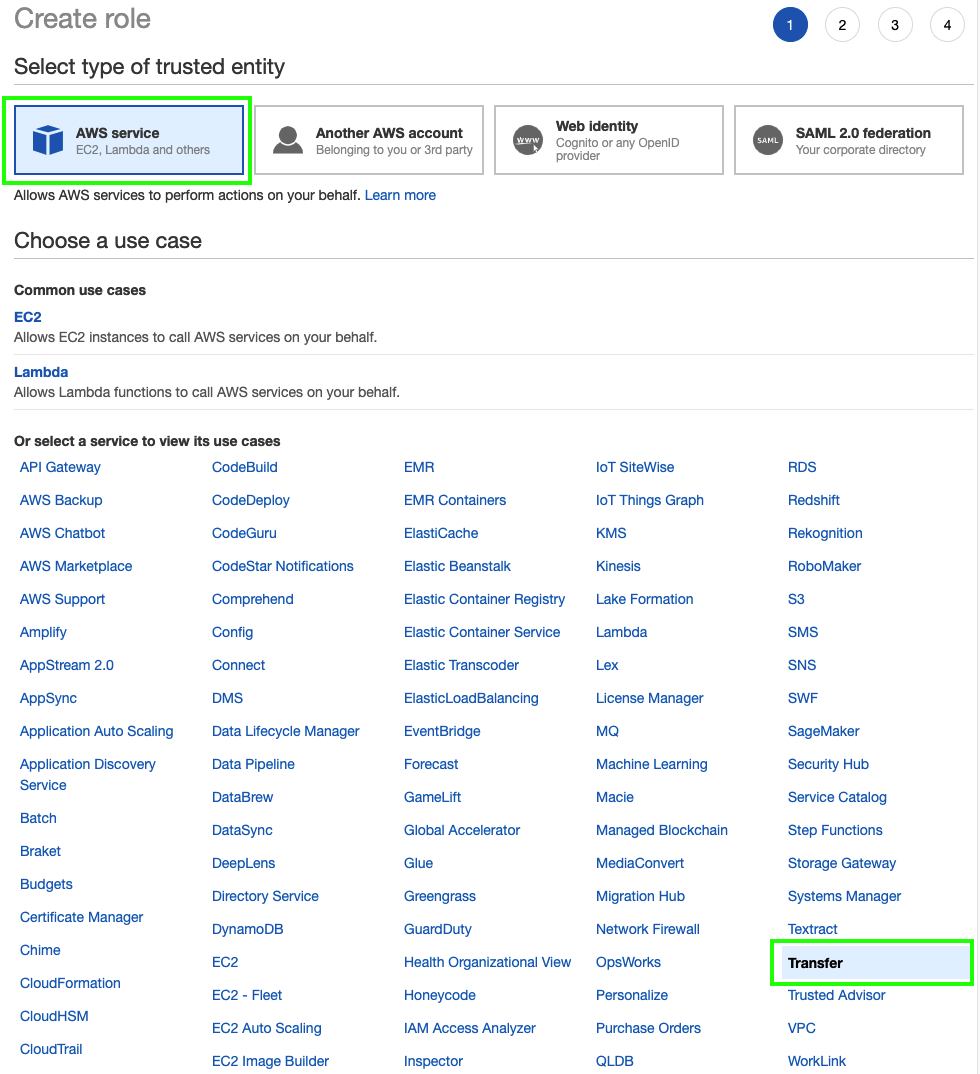 Create role
1 2 3 4
Select type of trusted entity
AWS service
EC2, Lambda and others
Another AWS account
Belonging to you or 3rd party
WWW
Web identity
Cognito or any OpenID
provider
SAML
SAML 2.0 federation
Your corporate directory
Allows AWS services to perform actions on your behalf. Learn more
Choose a use case
Common use cases
EC2
Allows EC2 instances to call AWS services on your behalf.
Lambda
Allows Lambda functions to call AWS services on your behalf.
Or select a service to view its use cases
API Gateway
AWS Backup
AWS Chatbot
AWS Marketplace
AWS Support
Amplify
AppStream 2.0
AppSync
Application Auto Scaling
Application Discovery
Service
Batch
Braket
Budgets
Certificate Manager
Chime
CloudFormation
CloudHSM
CloudTrail
CodeBuild
CodeDeploy
CodeGuru
CodeStar Notifications
Comprehend
Config
Connect
DMS
Data Lifecycle Manager
Data Pipeline
DataBrew
DataSync
DeepLens
Directory Service
DynamoDB
EC2
EC2 - Fleet
EC2 Auto Scaling
EC2 Image Builder
EMR
EMR Containers
ElastiCache
Elastic Beanstalk
Elastic Container Registry
Elastic Container Service
Elastic Transcoder
ElasticLoadBalancing
EventBridge
Forecast
GameLift
Global Accelerator
Glue
Greengrass
GuardDuty
Health Organizational View
Honeycode
IAM Access Analyzer
Inspector
IoT SiteWise
IoT Things Graph
KMS
Kinesis
Lake Formation
Lambda
Lex
License Manager
MQ
Machine Learning
Macie
Managed Blockchain
MediaConvert
Migration Hub
Network Firewall
OpsWorks
Personalize
Purchase Orders
QLDB
RDS
Redshift
Rekognition
RoboMaker
S3
SMS
SNS
SWF
SageMaker
Security Hub
Service Catalog
Step Functions
Storage Gateway
Systems Manager
Textract
Transfer
Trusted Advisor
VPC
WorkLink